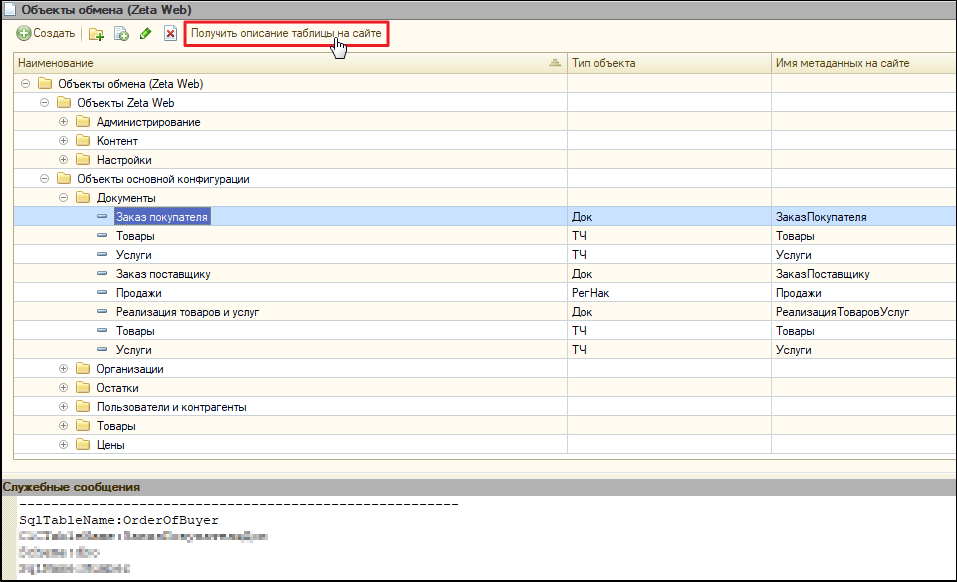 Объекты обмена (Zeta Web)
Создать Получить описание таблицы на сайте
Наименование Тип объекта Имя метаданных на сайте
Объекты обмена (Zeta Web)
Объекты Zeta Web
Администрирование
Контент
Настройки
Объекты основной конфигурации
Документы
Заказ покупателя Док ЗаказПокупателя
Товары ТЧ Товары
Услуги ТЧ Услуги
Заказ поставщику Док ЗаказПоставщику
Продажи РегНак Продажи
Реализация товаров и услуг Док РеализацияТоваровУслуг
Товары ТЧ Товары
Услуги ТЧ Услуги
Организации
Остатки
Пользователи и контрагенты
Товары
Цены
Служебные сообщения
-------------------------------------------------------
SqlTableName:OrderOfBuyer